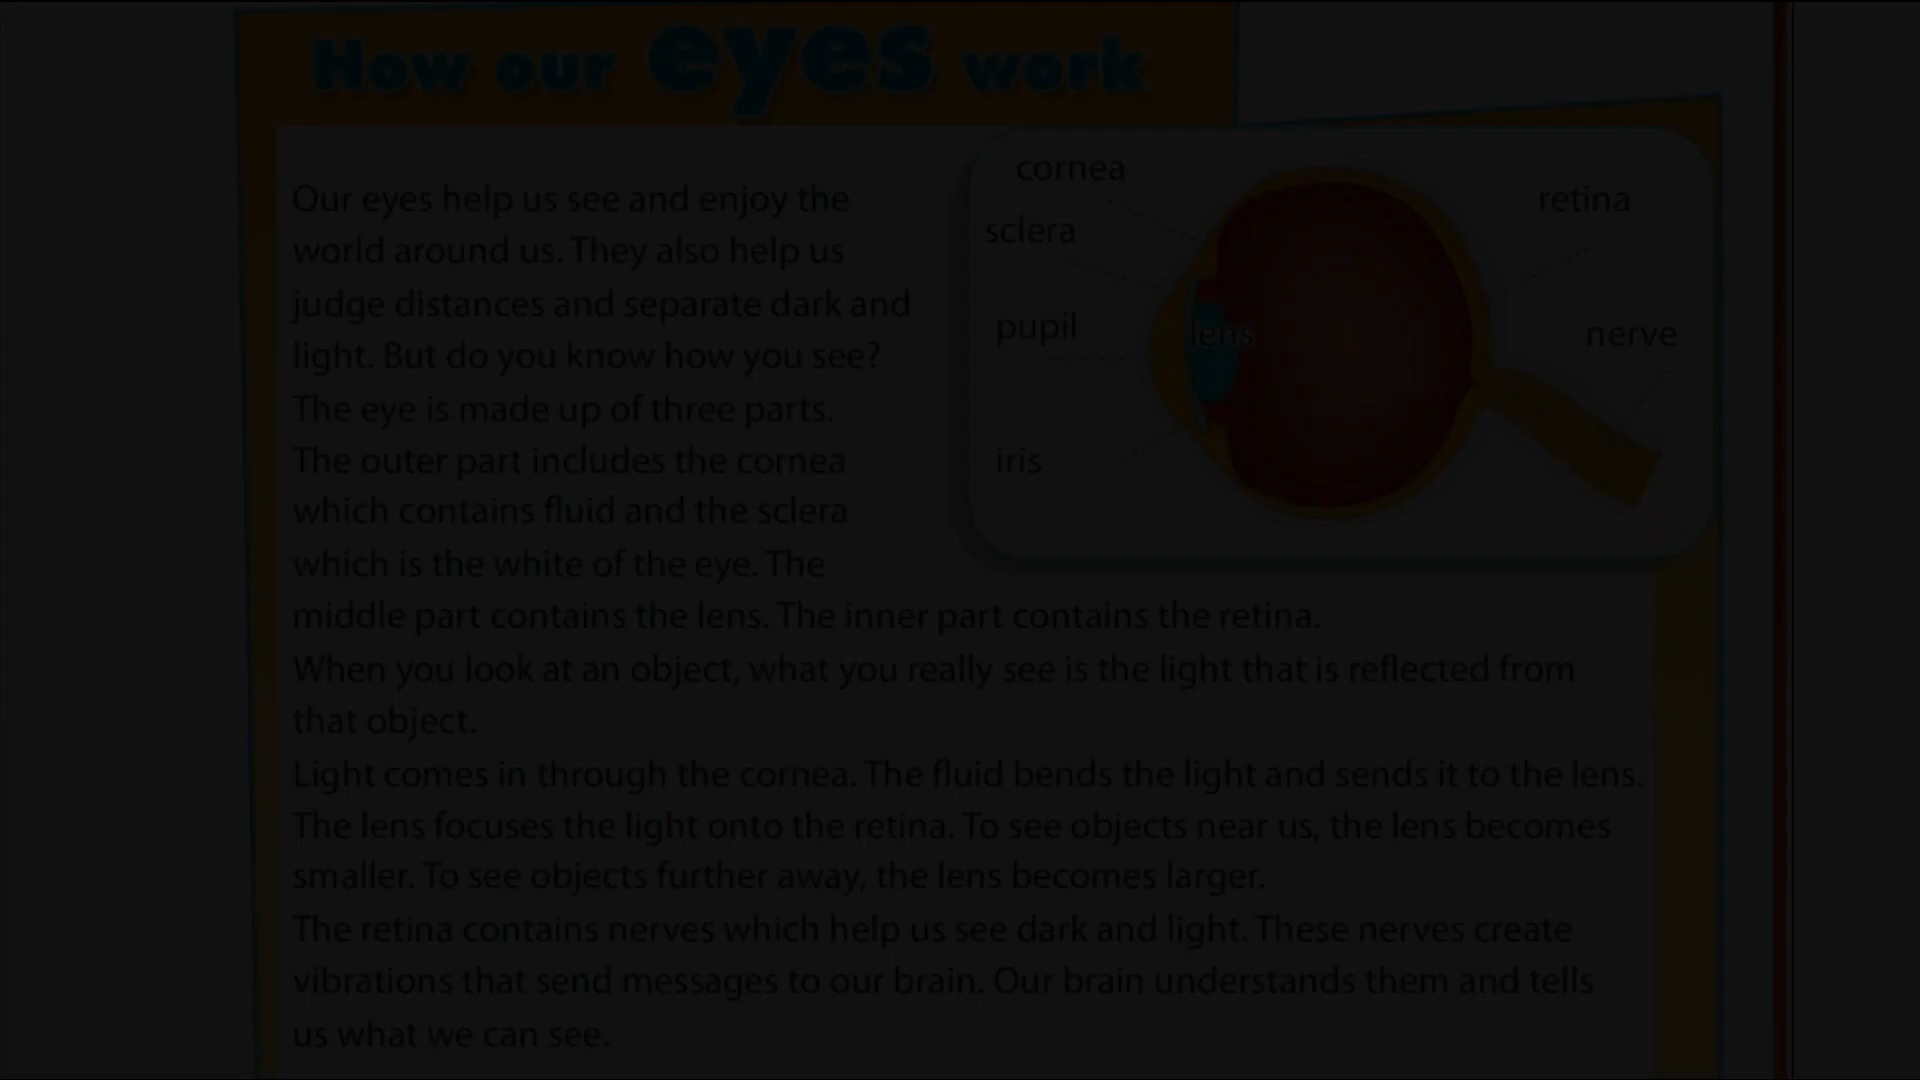 How our eyes work
Our eyes help us see and enjoy the
world around us. They also help us
judge distances and separate dark and
light. But do you know how you see?
The eye is made up of three parts.
The outer part includes the cornea
which contains fluid and the sclera
which is the white of the eye. The
middle part contains the lens. The inner part contains the retina.
When you look at an object, what you really see is the light that is reflected from
that object.
Light comes in through the cornea. The fluid bends the light and sends it to the lens.
The lens focuses the light onto the retina. To see objects near us, the lens becomes
smaller. To see objects further away, the lens becomes larger.
The retina contains nerves which help us see dark and light. These nerves create
vibrations that send messages to our brain. Our brain understands them and tells
us what we can see.
cornea
sclera
pupil
iris
lens
retina
nerve